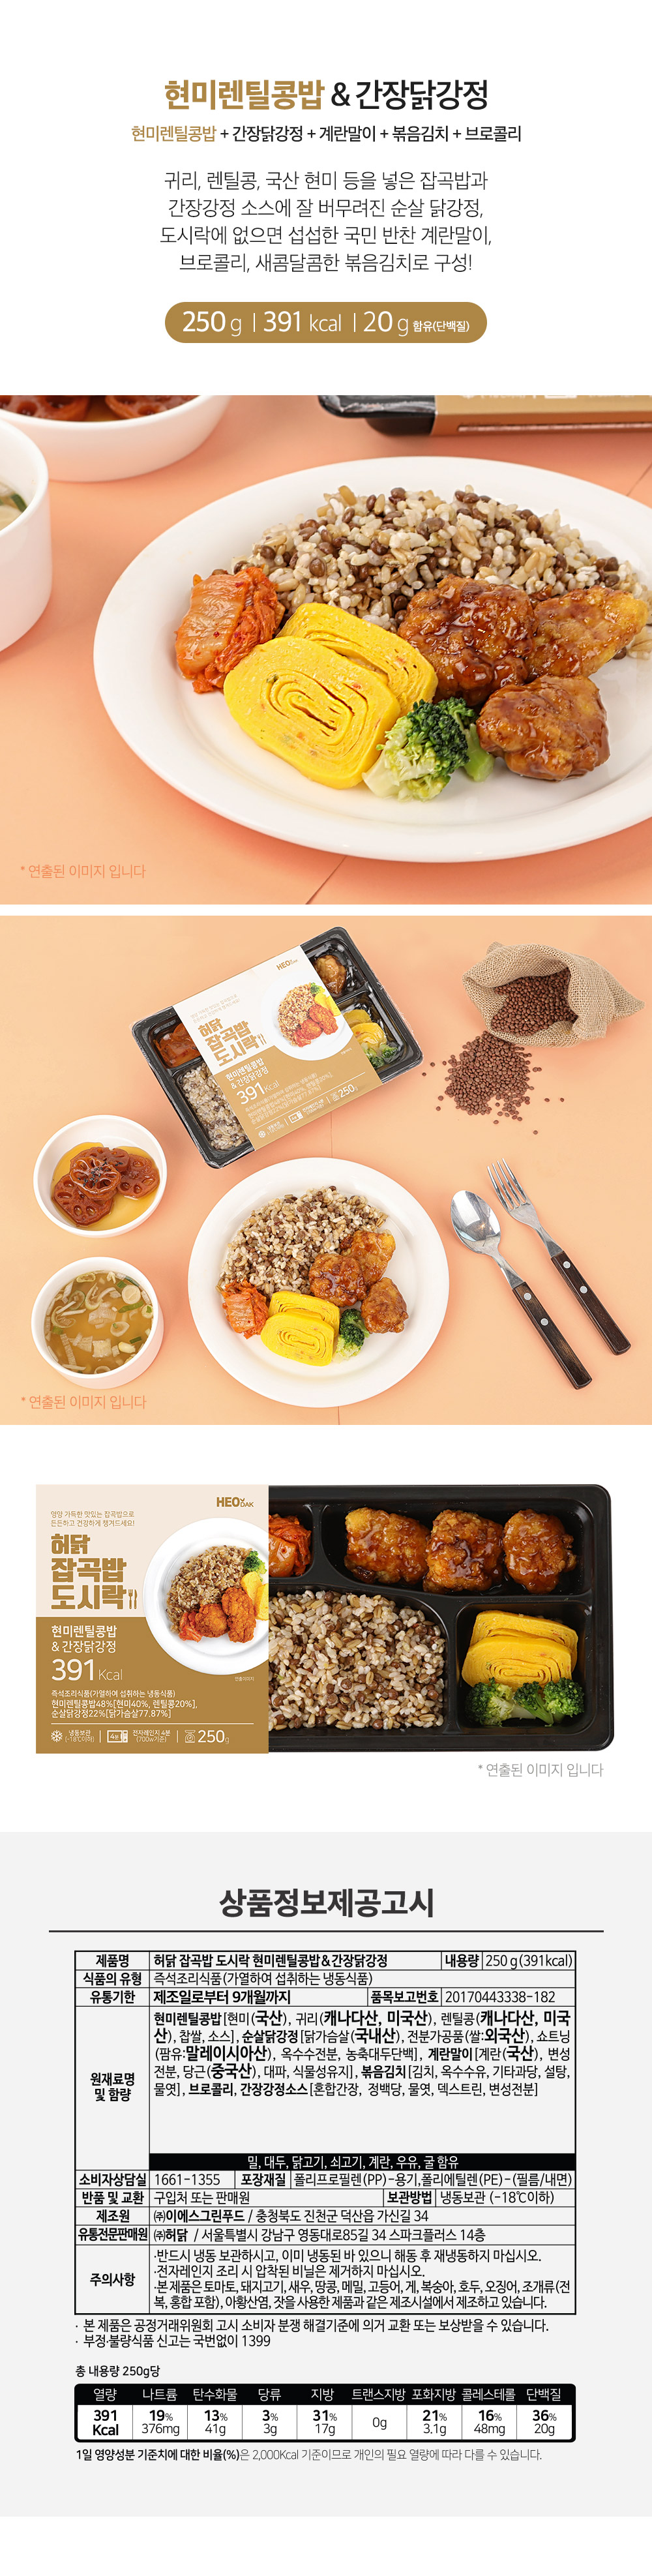 현미렌틸콩밥 & 간장닭강정
현미렌틸콩밥 + 간장닭강정 + 계란말이 + 볶음김치 + 브로콜리
귀리, 렌틸콩, 국산 현미 등을 넣은 잡곡밥과
간장강정 소스에 잘 버무려진 순살 닭강정,
도시락에 없으면 섭섭한 국민 반찬 계란말이,
브로콜리, 새콤달콤한 볶음김치로 구성!
250 g | 391 kcal | 20 g 함유(단백질)
* 연출된 이미지 입니다
HEO DAK
허닭
잡곡밥
도시락
현미렌틸콩밥
& 간장닭강정
391 Kcal
250g
* 연출된 이미지 입니다
HEO DAK
영양 가득한 맛있는 잡곡밥으로
든든하고 건강하게 챙겨드세요!
허닭
잡곡밥
도시락
현미렌틸콩밥
& 간장닭강정
391 Kcal
연출이미지
즉석조리식품(가열하여 섭취하는 냉동식품)
현미렌틸콩밥48%[현미40%, 렌틸콩20%],
순살닭강정22%[닭가슴살77.87%]
냉동보관 (-18℃이하) | 4분 전자레인지 4분 (700w기준) | 250g
* 연출된 이미지 입니다
상품정보제공고시
제품명 허닭 잡곡밥 도시락 현미렌틸콩밥&간장닭강정 내용량 250 g(391kcal)
식품의 유형 즉석조리식품(가열하여 섭취하는 냉동식품)
유통기한 제조일로부터 9개월까지 품목보고번호 20170443338-182
원재료명 및 함량
현미렌틸콩밥[현미(국산), 귀리(캐나다산, 미국산), 렌틸콩(캐나다산, 미국
산), 찹쌀, 소스], 순살닭강정[닭가슴살(국내산), 전분가공품(쌀:외국산), 쇼트닝
(팜유:말레이시아산), 옥수수전분, 농축대두단백], 계란말이[계란(국산), 변성
전분, 당근(중국산), 대파, 식물성유지], 볶음김치[김치, 옥수수유, 기타과당, 설탕,
물엿], 브로콜리, 간장강정소스[혼합간장, 정백당, 물엿, 덱스트린, 변성전분]
밀, 대두, 닭고기, 쇠고기, 계란, 우유, 굴 함유
소비자상담실 1661-1355 포장재질 폴리프로필렌(PP)-용기,폴리에틸렌(PE)-(필름/내면)
반품 및 교환 구입처 또는 판매원 보관방법 냉동보관 (-18℃이하)
제조원 ㈜이에스그린푸드 / 충청북도 진천군 덕산읍 가신길 34
유통전문판매원 ㈜허닭 / 서울특별시 강남구 영동대로85길 34 스파크플러스 14층
주의사항
·반드시 냉동 보관하시고, 이미 냉동된 바 있으니 해동 후 재냉동하지 마십시오.
·전자레인지 조리 시 압착된 비닐은 제거하지 마십시오.
·본 제품은 토마토, 돼지고기, 새우, 땅콩, 메밀, 고등어, 게, 복숭아, 호두, 오징어, 조개류(전
복, 홍합 포함), 아황산염, 잣을 사용한 제품과 같은 제조시설에서 제조하고 있습니다.
· 본 제품은 공정거래위원회 고시 소비자 분쟁 해결기준에 의거 교환 또는 보상받을 수 있습니다.
· 부정·불량식품 신고는 국번없이 1399
총 내용량 250g당
열량 나트륨 탄수화물 당류 지방 트랜스지방 포화지방 콜레스테롤 단백질
391 Kcal 19% 376mg 13% 41g 3% 3g 31% 17g 0g 21% 3.1g 16% 48mg 36% 20g
1일 영양성분 기준치에 대한 비율(%)은 2,000Kcal 기준이므로 개인의 필요 열량에 따라 다를 수 있습니다.